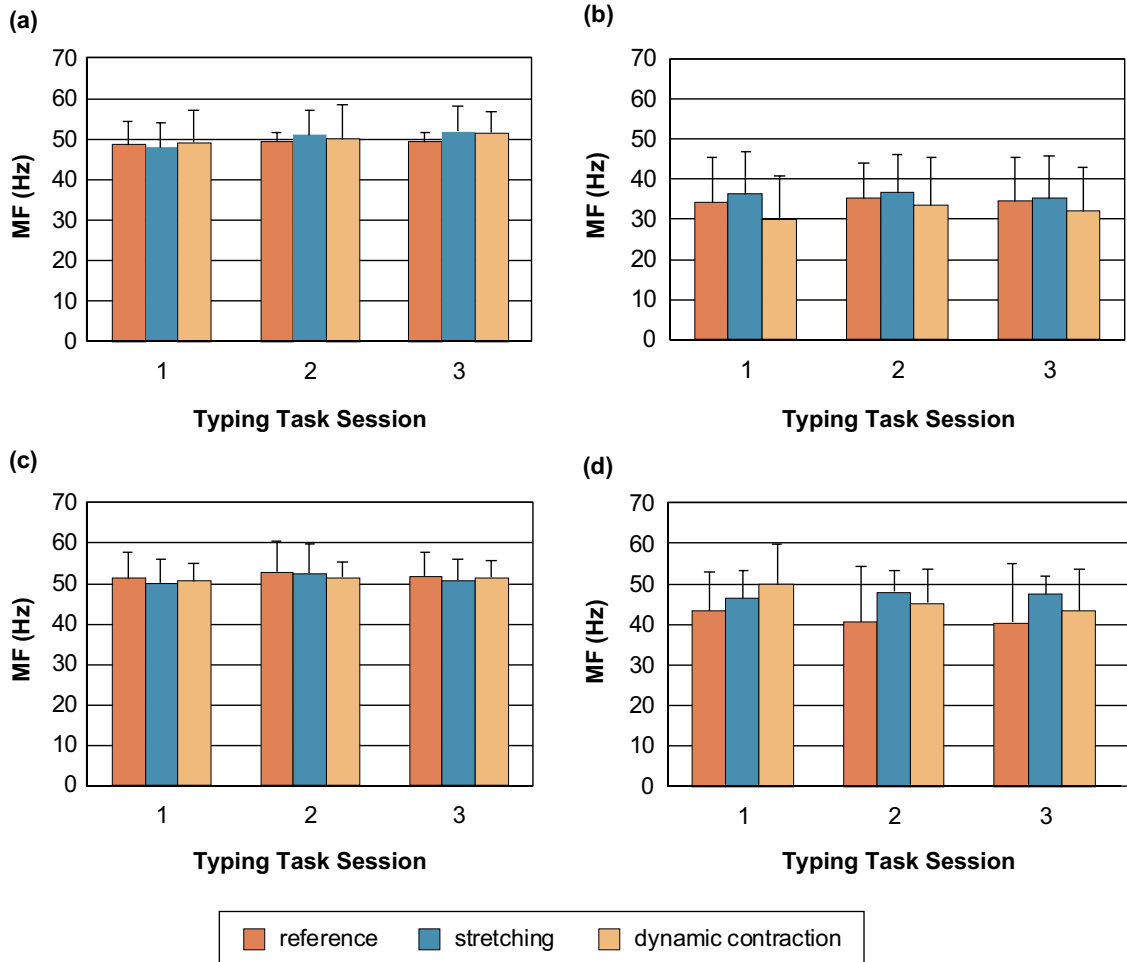 (a)
70
60
50
40
30
20
10
0
MF (Hz)
1 2 3
Typing Task Session
(b)
70
60
50
40
30
20
10
0
MF (Hz)
1 2 3
Typing Task Session
(c)
70
60
50
40
30
20
10
0
MF (Hz)
1 2 3
Typing Task Session
(d)
70
60
50
40
30
20
10
0
MF (Hz)
1 2 3
Typing Task Session
reference stretching dynamic contraction